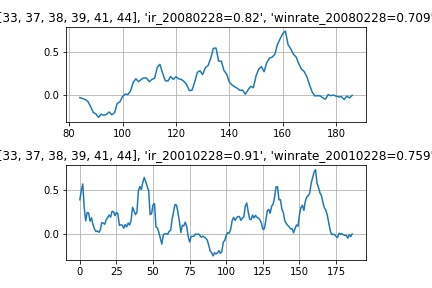 [33, 37, 38, 39, 41, 44], 'ir_20080228=0.82', 'winrate_20080228=0.709'
0.5
0.0
80 100 120 140 160 180
[33, 37, 38, 39, 41, 44], 'ir_20010228=0.91', 'winrate_20010228=0.759'
0.5
0.0
0 25 50 75 100 125 150 175